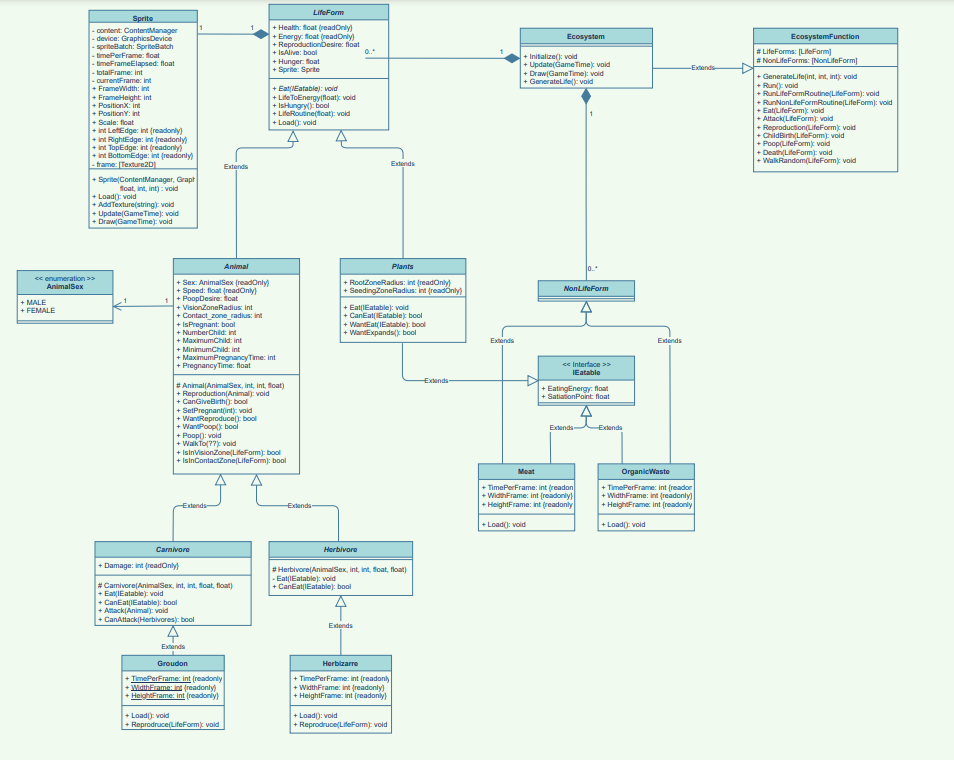 Sprite
- content: ContentManager
- device: GraphicsDevice
- spriteBatch: SpriteBatch
- timePerFrame: float
- timeFrameElapsed: float
- totalFrame: int
- currentFrame: int
+ FrameWidth: int
+ FrameHeight: int
+ PositionX: int
+ PositionY: int
+ Scale: float
+ int LeftEdge: int {readonly}
+ int RightEdge: int {readonly}
+ int TopEdge: int {readonly}
+ int BottomEdge: int {readonly}
- frame: [Texture2D]
+ Sprite(ContentManager, Graph
float, int, int) : void
+ Load(): void
+ AddTexture(string): void
+ Update(GameTime): void
+ Draw(GameTime): void
1
1
LifeForm
+ Health: float {readOnly}
+ Energy: float {readOnly}
+ ReproductionDesire: float
+ IsAlive: bool
+ Hunger: float
+ Sprite: Sprite
+ Eat(IEatable): void
+ LifeToEnergy(float): void
+ IsHungry(): bool
+ LifeRoutine(float): void
+ Load(): void
0..*
1
Ecosystem
+ Initialize(): void
+ Update(GameTime): void
+ Draw(GameTime): void
+ GenerateLife(): void
Extends
EcosystemFunction
# LifeForms: [LifeForm]
# NonLifeForms: [NonLifeForm]
+ GenerateLife(int, int, int): void
+ Run(): void
+ RunLifeFormRoutine(LifeForm): void
+ RunNonLifeFormRoutine(LifeForm): void
+ Eat(LifeForm): void
+ Attack(LifeForm): void
+ Reproduction(LifeForm): void
+ ChildBirth(LifeForm): void
+ Poop(LifeForm): void
+ Death(LifeForm): void
+ WalkRandom(LifeForm): void
1
0..*
Extends
Extends
<< enumeration >>
AnimalSex
+ MALE
+ FEMALE
1
1
Animal
+ Sex: AnimalSex {readOnly}
+ Speed: float {readOnly}
+ PoopDesire: float
+ VisionZoneRadius: int
+ Contact_zone_radius: int
+ IsPregnant: bool
+ NumberChild: int
+ MaximumChild: int
+ MinimumChild: int
+ MaximumPregnancyTime: int
+ PregnancyTime: float
# Animal(AnimalSex, int, int, float)
+ Reproduction(Animal): void
+ CanGiveBirth(): bool
+ SetPregnant(int): void
+ WantReproduce(): bool
+ WantPoop(): bool
+ Poop(): void
+ WalkTo(??): void
+ IsInVisionZone(LifeForm): bool
+ IsInContactZone(LifeForm): bool
Plants
+ RootZoneRadius: int {readOnly}
+ SeedingZoneRadius: int {readOnly}
+ Eat(IEatable): void
+ CanEat(IEatable): bool
+ WantEat(IEatable): bool
+ WantExpands(): bool
Extends
NonLifeForm
Extends
Extends
<< Interface >>
IEatable
+ EatingEnergy: float
+ SatiationPoint: float
Extends
Extends
Meat
+ TimePerFrame: int {readon
+ WidthFrame: int {readonly}
+ HeightFrame: int {readonly
+ Load(): void
OrganicWaste
+ TimePerFrame: int {reador
+ WidthFrame: int {readonly}
+ HeightFrame: int {readonly
+ Load(): void
Extends
Extends
Carnivore
+ Damage: int {readOnly}
# Carnivore(AnimalSex, int, int, float, float)
+ Eat(IEatable): void
+ CanEat(IEatable): bool
+ Attack(Animal): void
+ CanAttack(Herbivores): bool
Herbivore
# Herbivore(AnimalSex, int, int, float, float)
- Eat(IEatable): void
+ CanEat(IEatable): bool
Extends
Extends
Groudon
+ TimePerFrame: int {readonly
+ WidthFrame: int {readonly}
+ HeightFrame: int {readonly}
+ Load(): void
+ Reprodruce(LifeForm): void
Herbizarre
+ TimePerFrame: int {readonly
+ WidthFrame: int {readonly}
+ HeightFrame: int {readonly}
+ Load(): void
+ Reprodruce(LifeForm): void